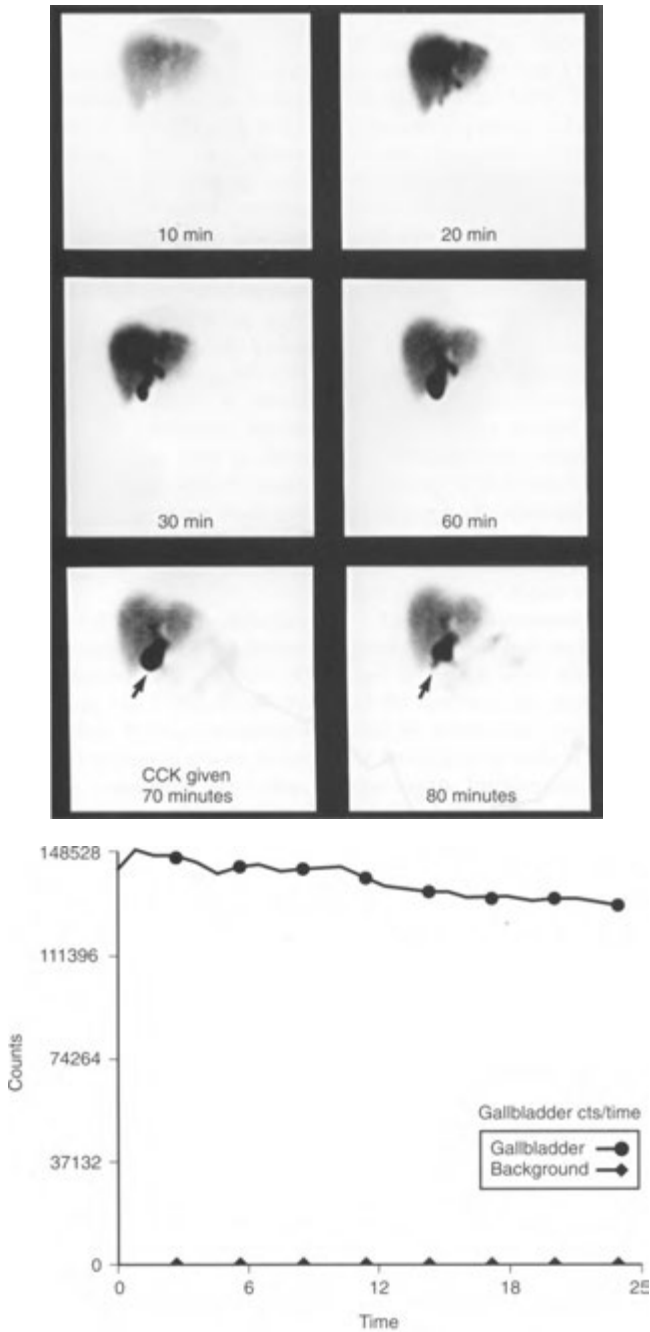 10 min
20 min
30 min
60 min
CCK given
70 minutes
80 minutes
148528
111396
74264
37132
0
Counts
Gallbladder cts/time
Gallbladder
Background
0
6
12
18
25
Time